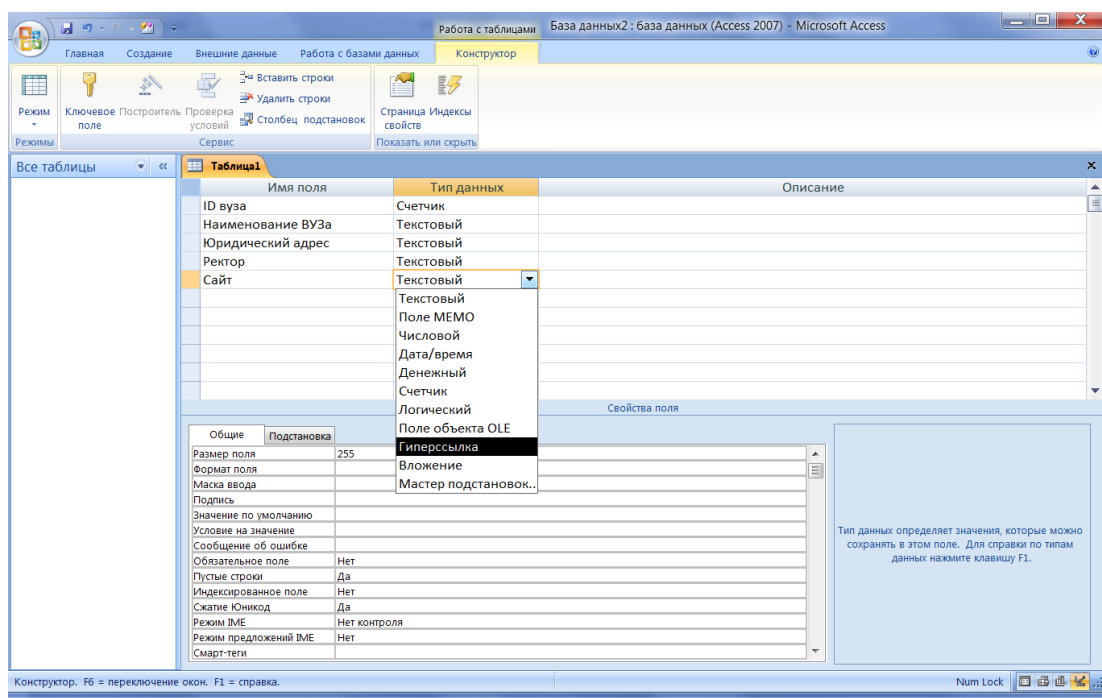 Работа с таблицами
База данных2 : база данных (Access 2007) - Microsoft Access
Главная Создание Внешние данные Работа с базами данных Конструктор
Режим
Ключевое поле
Построитель
Проверка условий
Вставить строки
Удалить строки
Столбец подстановок
Страница свойств
Индексы
Режимы Сервис Показать или скрыть
Все таблицы
Таблица1
Имя поля Тип данных Описание
ID вуза Счетчик
Наименование ВУЗа Текстовый
Юридический адрес Текстовый
Ректор Текстовый
Сайт Текстовый
Текстовый
Поле МЕМО
Числовой
Дата/время
Денежный
Счетчик
Логический
Поле объекта OLE
Гиперссылка
Вложение
Мастер подстановок..
Свойства поля
Общие Подстановка
Размер поля 255
Формат поля
Маска ввода
Подпись
Значение по умолчанию
Условие на значение
Сообщение об ошибке
Обязательное поле Нет
Пустые строки Да
Индексированное поле Нет
Сжатие Юникод Да
Режим IME Нет контроля
Режим предложений IME Нет
Смарт-теги
Тип данных определяет значения, которые можно
сохранять в этом поле. Для справки по типам
данных нажмите клавишу F1.
Конструктор. F6 = переключение окон. F1 = справка. Num Lock